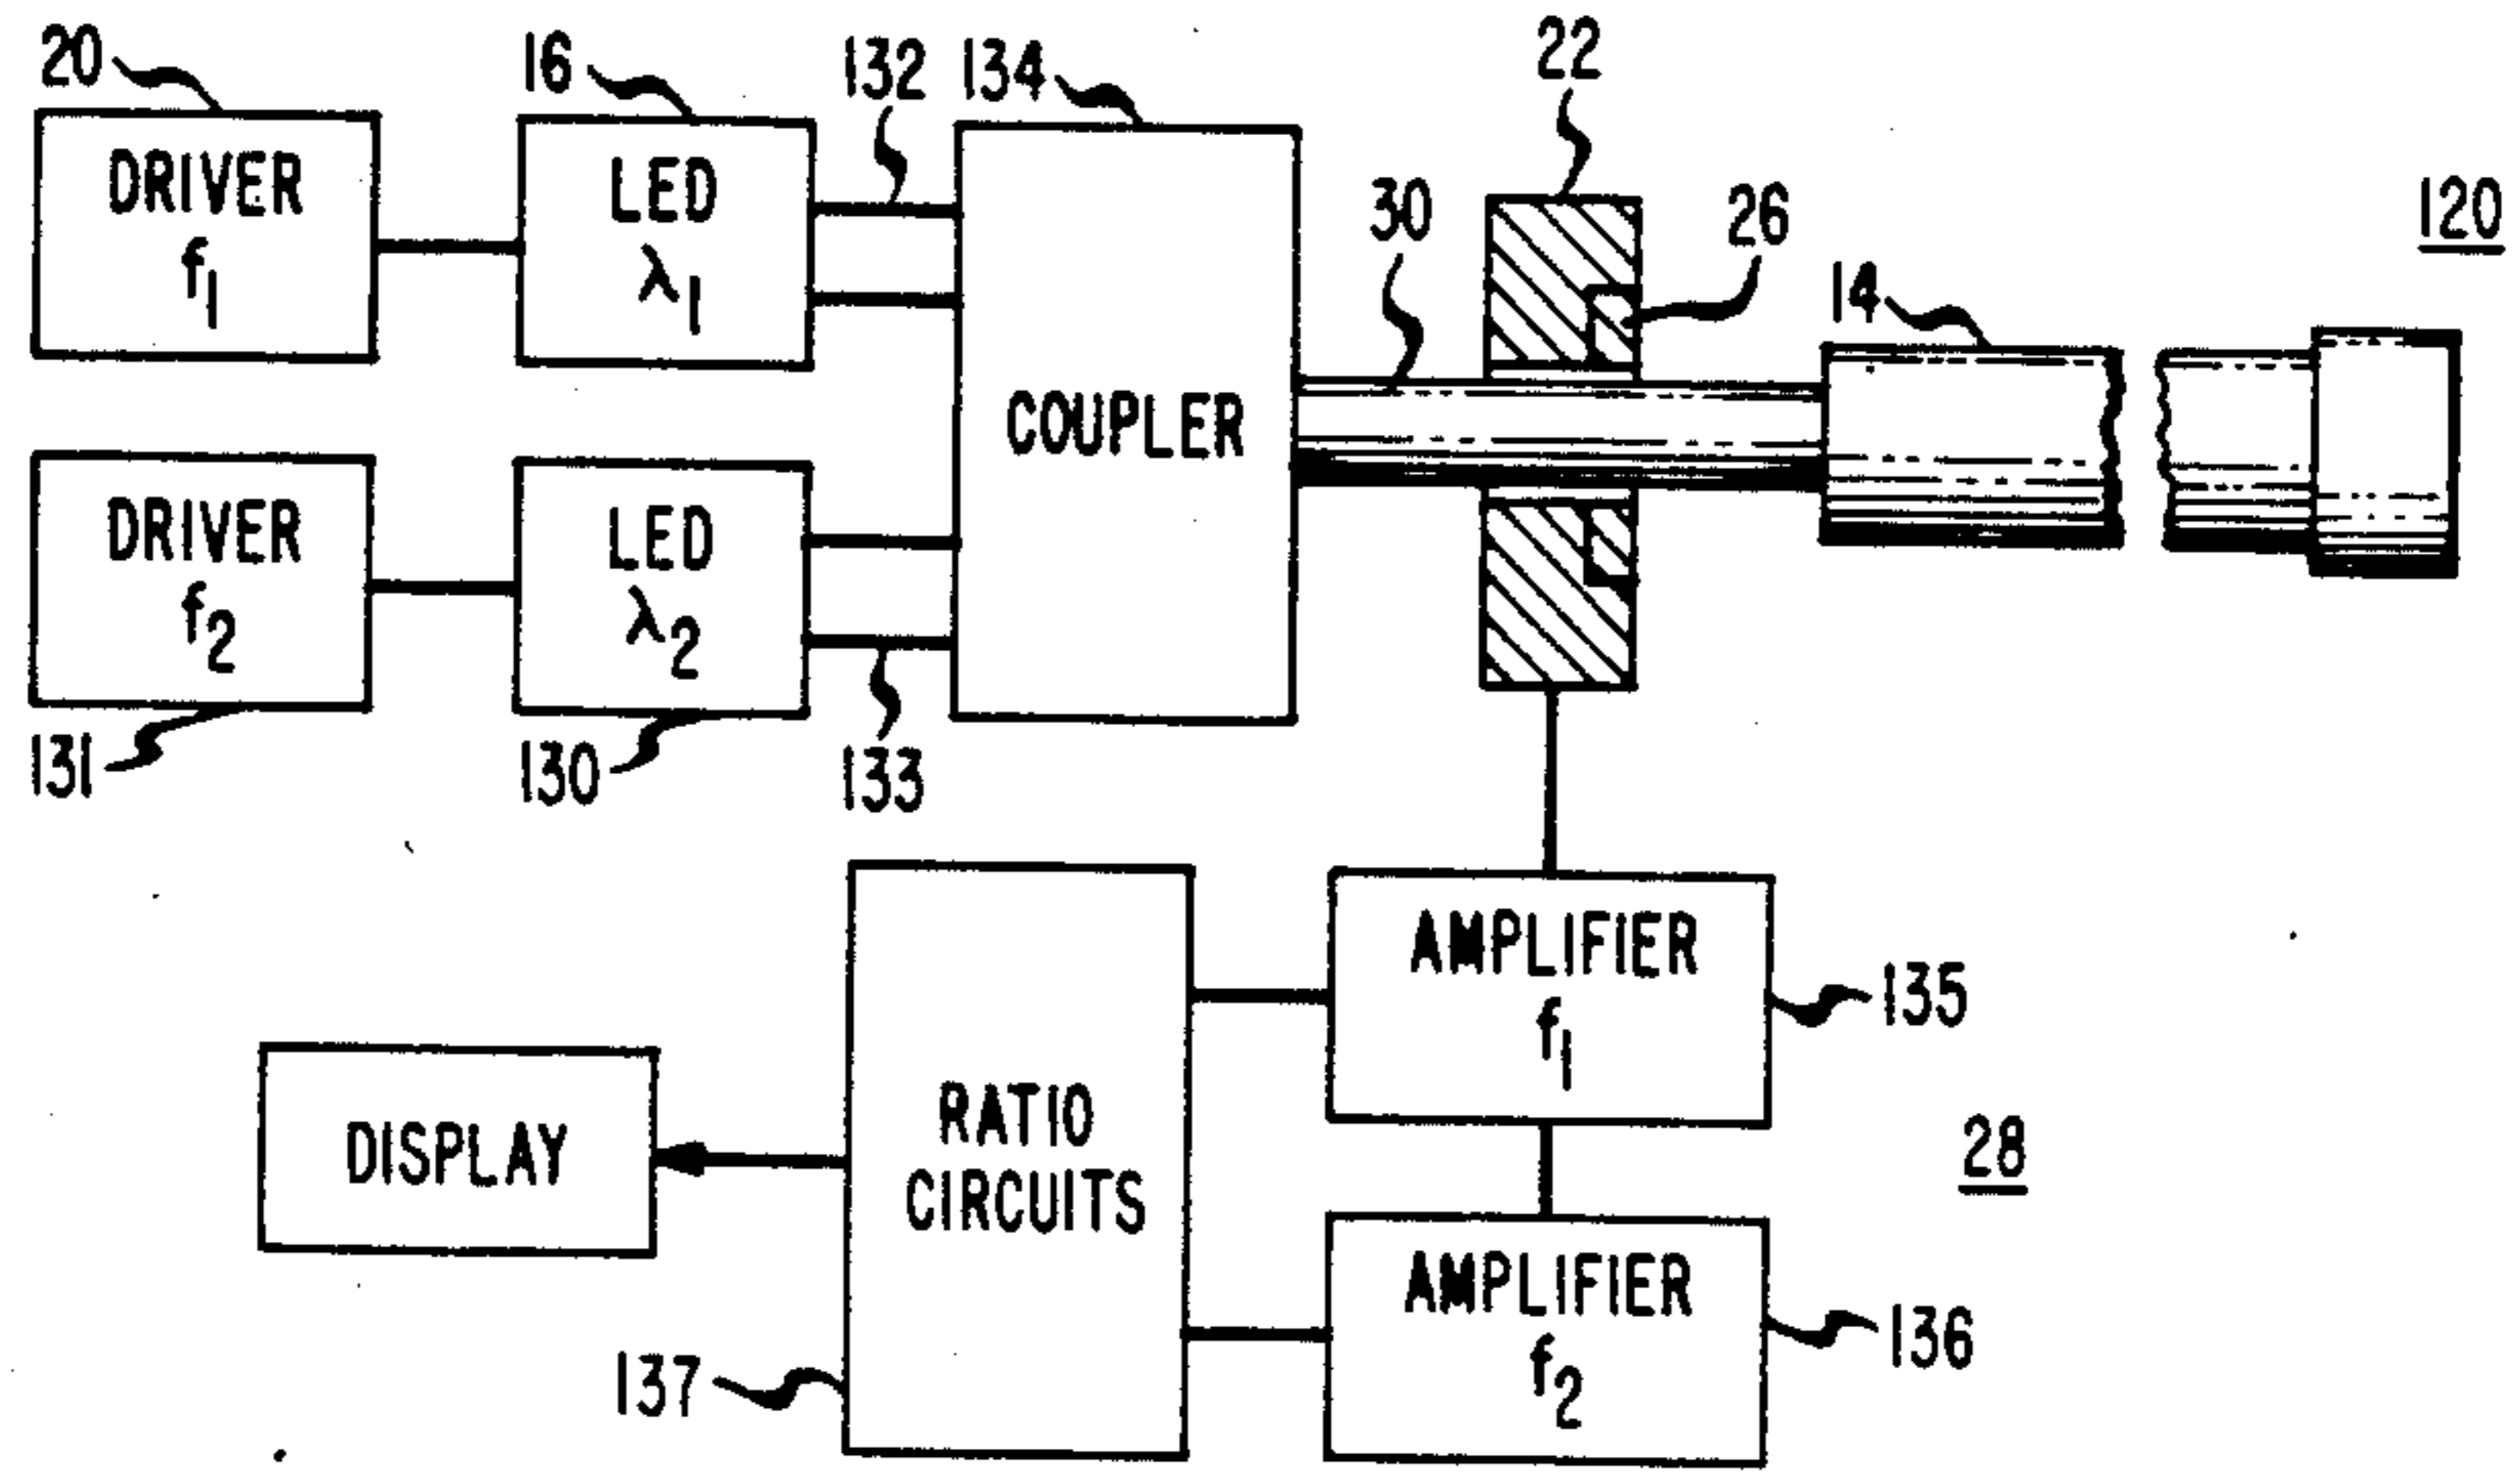 20
16
132
134
22
30
26
120
14
DRIVER
f1
LED
λ1
COUPLER
DRIVER
f2
LED
λ2
131
130
133
AMPLIFIER
f1
135
RATIO
CIRCUITS
DISPLAY
28
AMPLIFIER
f2
136
137